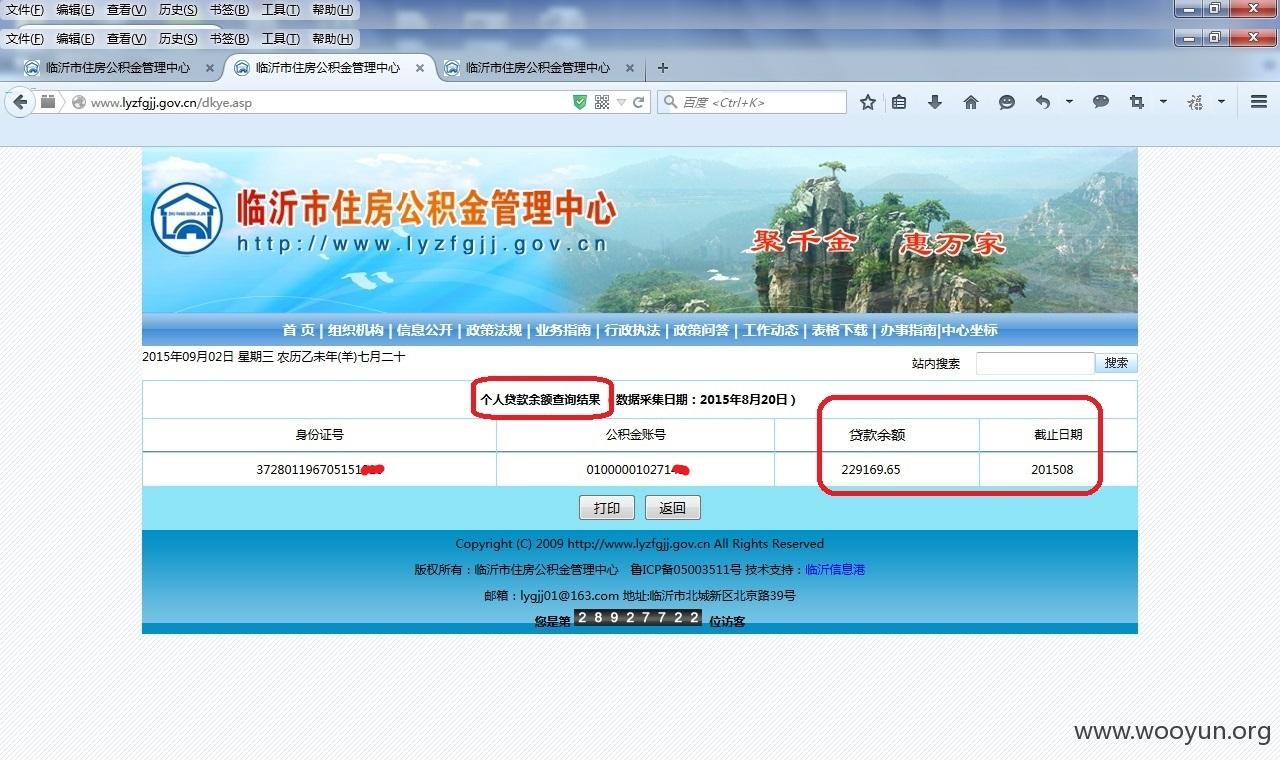 文件(F) 编辑(E) 查看(V) 历史(S) 书签(B) 工具(T) 帮助(H)
文件(F) 编辑(E) 查看(V) 历史(S) 书签(B) 工具(T) 帮助(H)
临沂市住房公积金管理中心 临沂市住房公积金管理中心 临沂市住房公积金管理中心
www.lyzfgjj.gov.cn/dkye.asp 百度 <Ctrl+K>
临沂市住房公积金管理中心
http://www.lyzfgjj.gov.cn
聚千金 惠万家
首 页 | 组织机构 | 信息公开 | 政策法规 | 业务指南 | 行政执法 | 政策问答 | 工作动态 | 表格下载 | 办事指南|中心坐标
2015年09月02日 星期三 农历乙未年(羊)七月二十
站内搜索 搜索
个人贷款余额查询结果 数据采集日期：2015年8月20日 )
身份证号 公积金账号 贷款余额 截止日期
372801196705151 0100000102714 229169.65 201508
打印 返回
Copyright (C) 2009 http://www.lyzfgjj.gov.cn All Rights Reserved
版权所有：临沂市住房公积金管理中心 鲁ICP备05003511号 技术支持：临沂信息港
邮箱：lygjj01@163.com 地址:临沂市北城新区北京路39号
您是第 28927722 位访客
www.wooyun.org